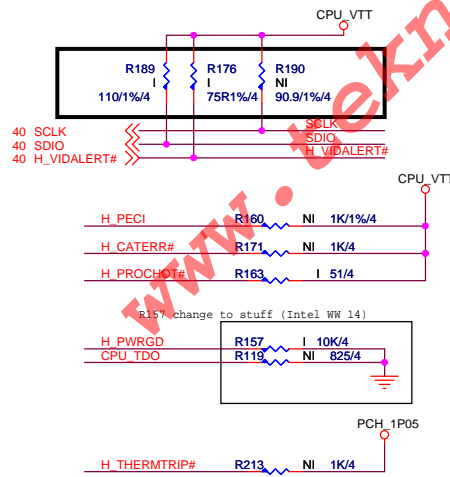 CPU_VTT
R189 R176 R190
I I NI
110/1%/4 75R1%/4 90.9/1%/4
40 SCLK SCLK
40 SDIO SDIO
40 H_VIDALERT# H_VIDALERT#
CPU_VTT
H_PECI R160 NI 1K/1%/4
H_CATERR# R171 NI 1K/4
H_PROCHOT# R163 I 51/4
R157 change to stuff (Intel WW 14)
H_PWRGD R157 I 10K/4
CPU_TDO R119 NI 825/4
PCH_1P05
H_THERMTRIP# R213 NI 1K/4
www.tekn